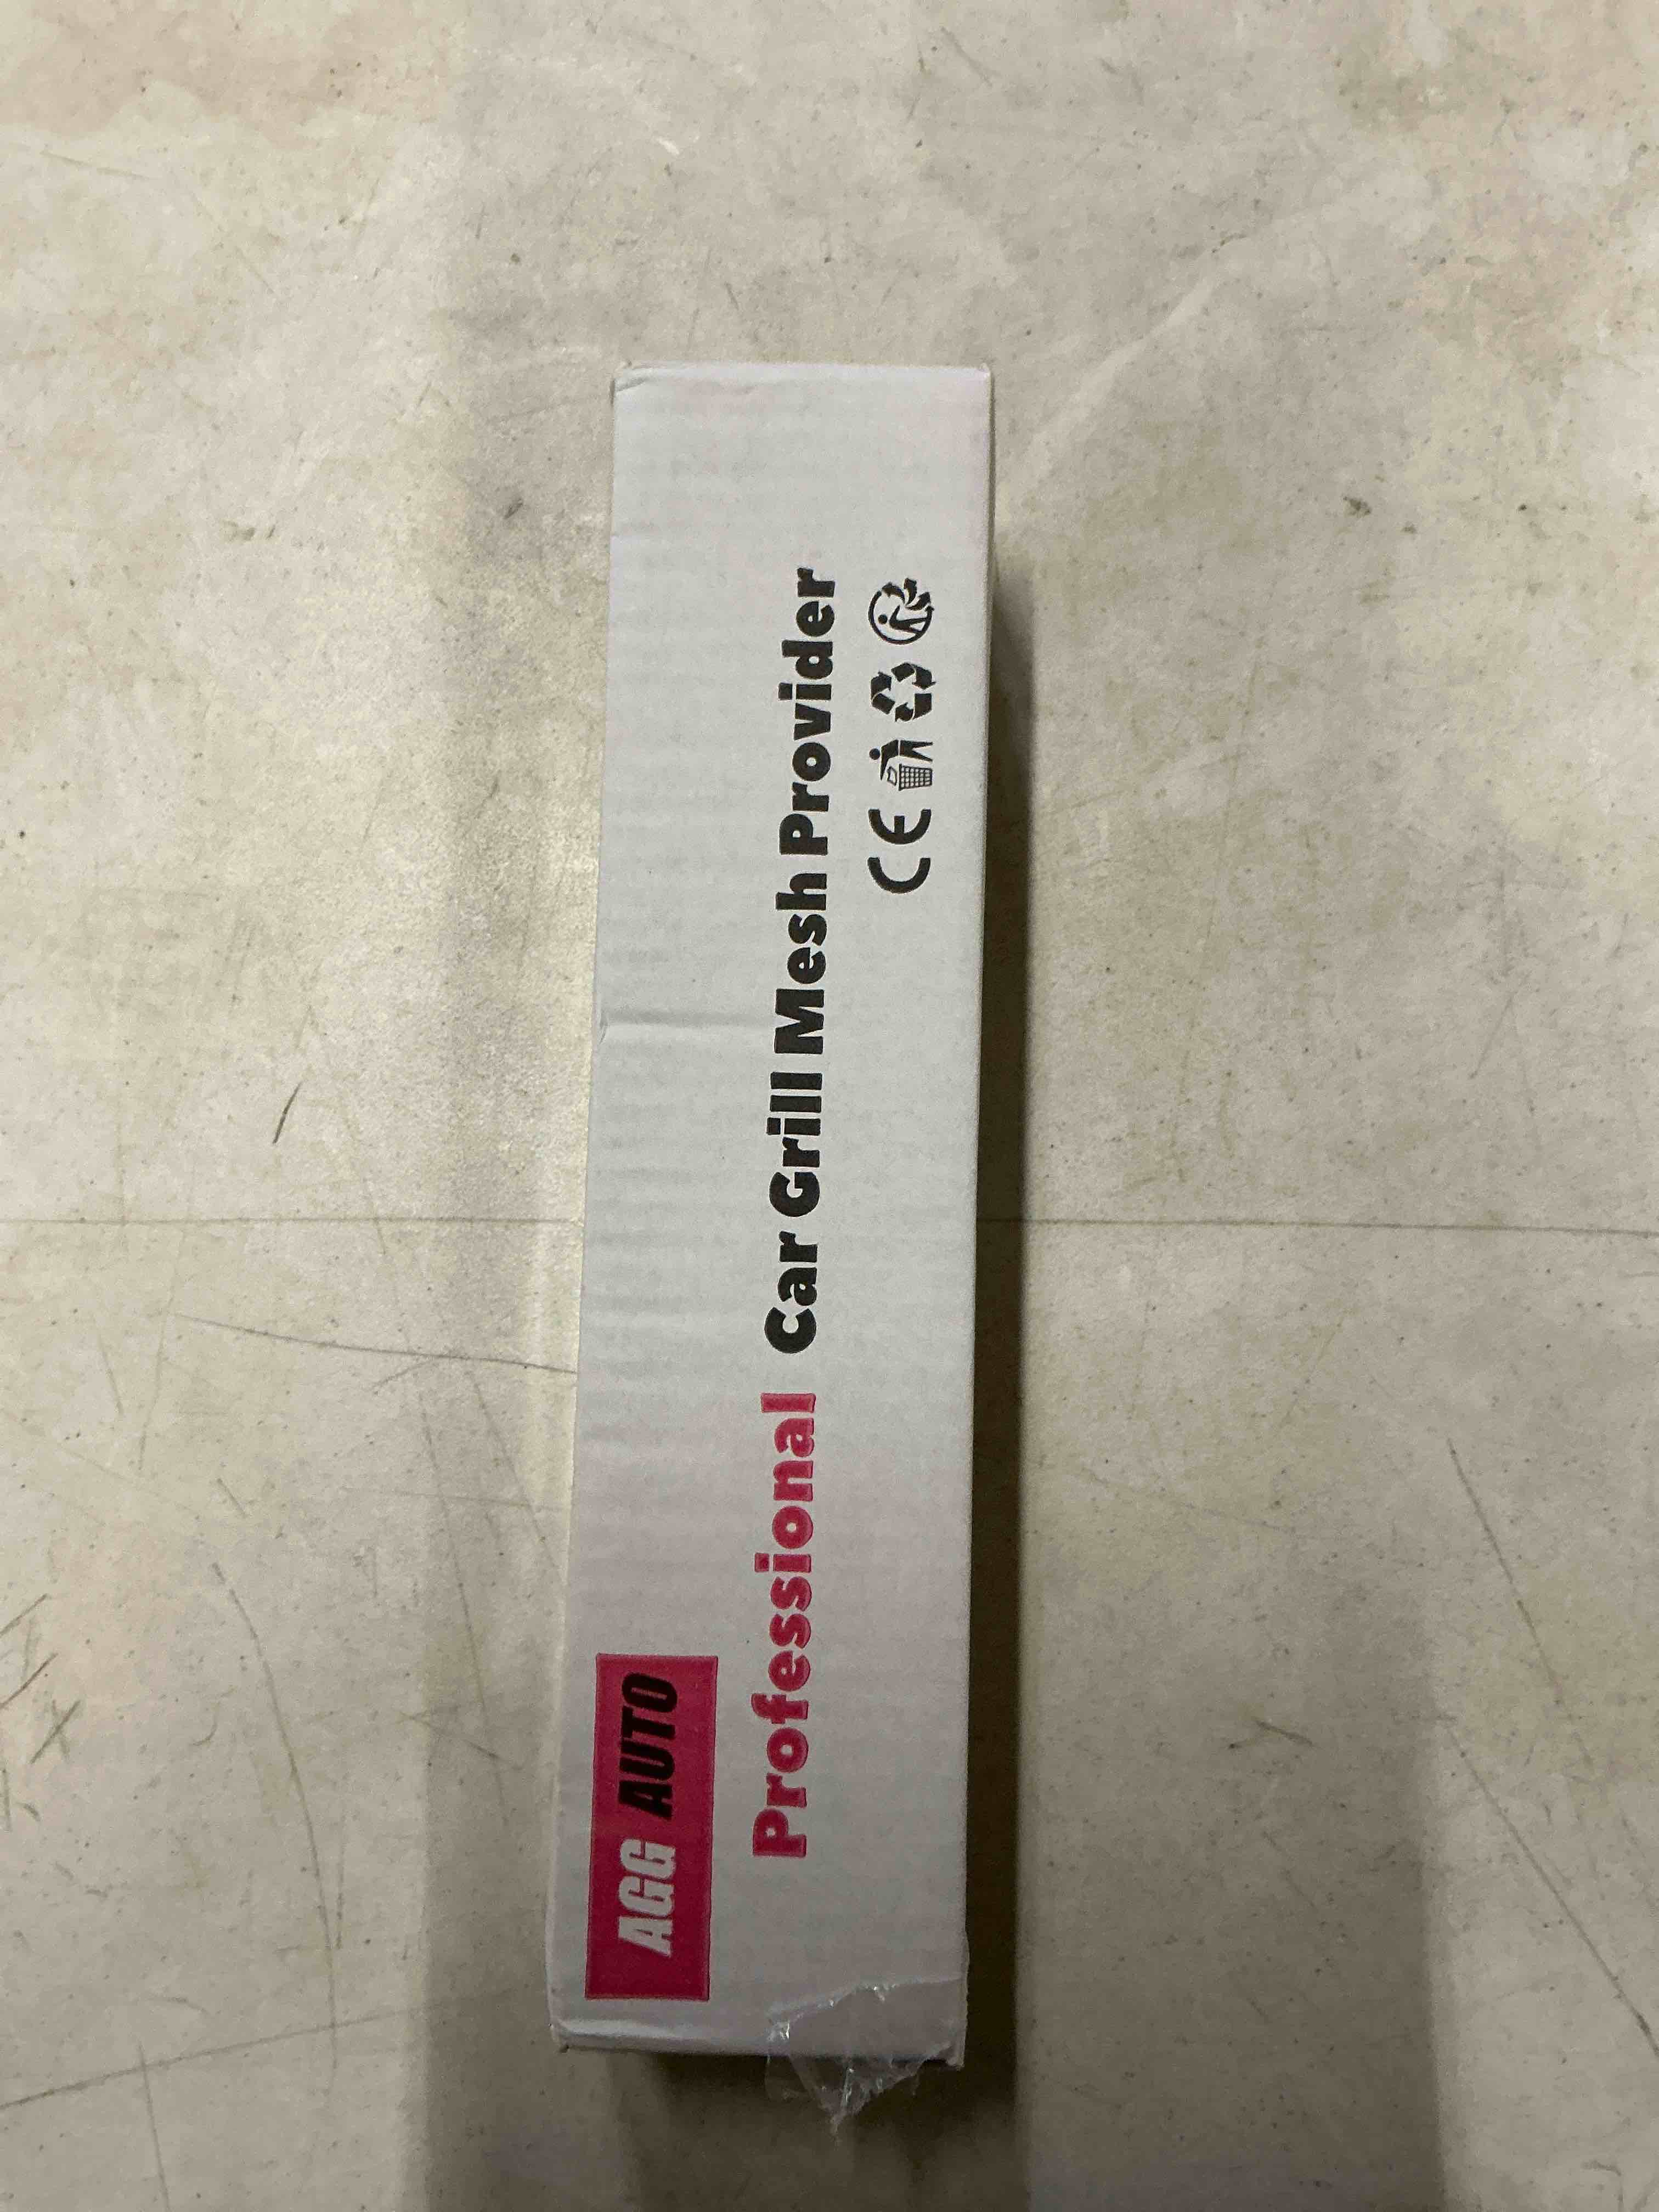 AGG AUTO
Professional Car Grill Mesh Provider
CE